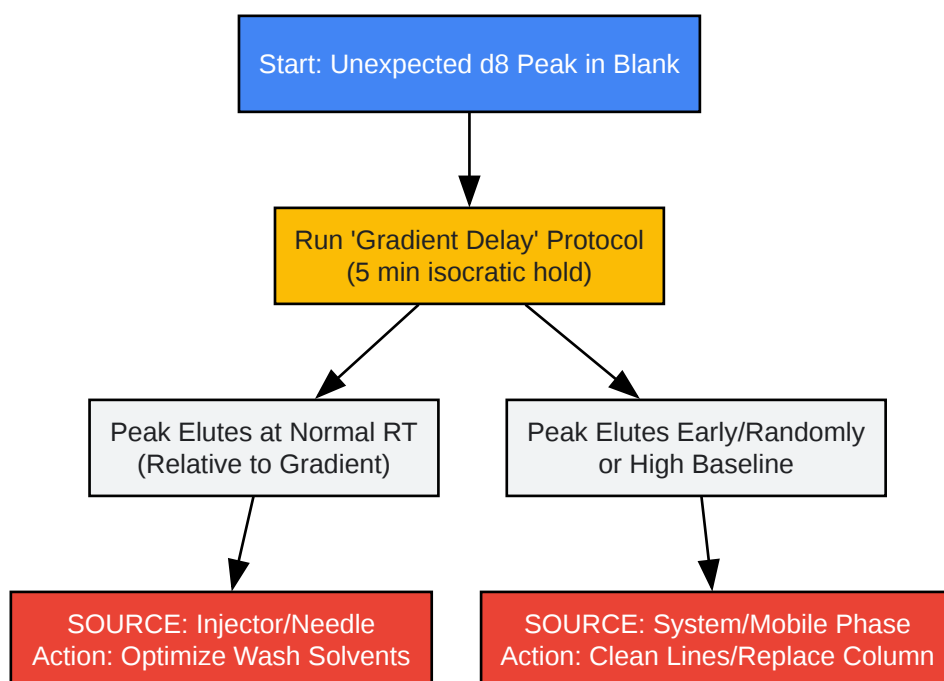 Start: Unexpected d8 Peak in Blank
Run 'Gradient Delay' Protocol
(5 min isocratic hold)
Peak Elutes at Normal RT
(Relative to Gradient)
Peak Elutes Early/Randomly
or High Baseline
SOURCE: Injector/Needle
Action: Optimize Wash Solvents
SOURCE: System/Mobile Phase
Action: Clean Lines/Replace Column